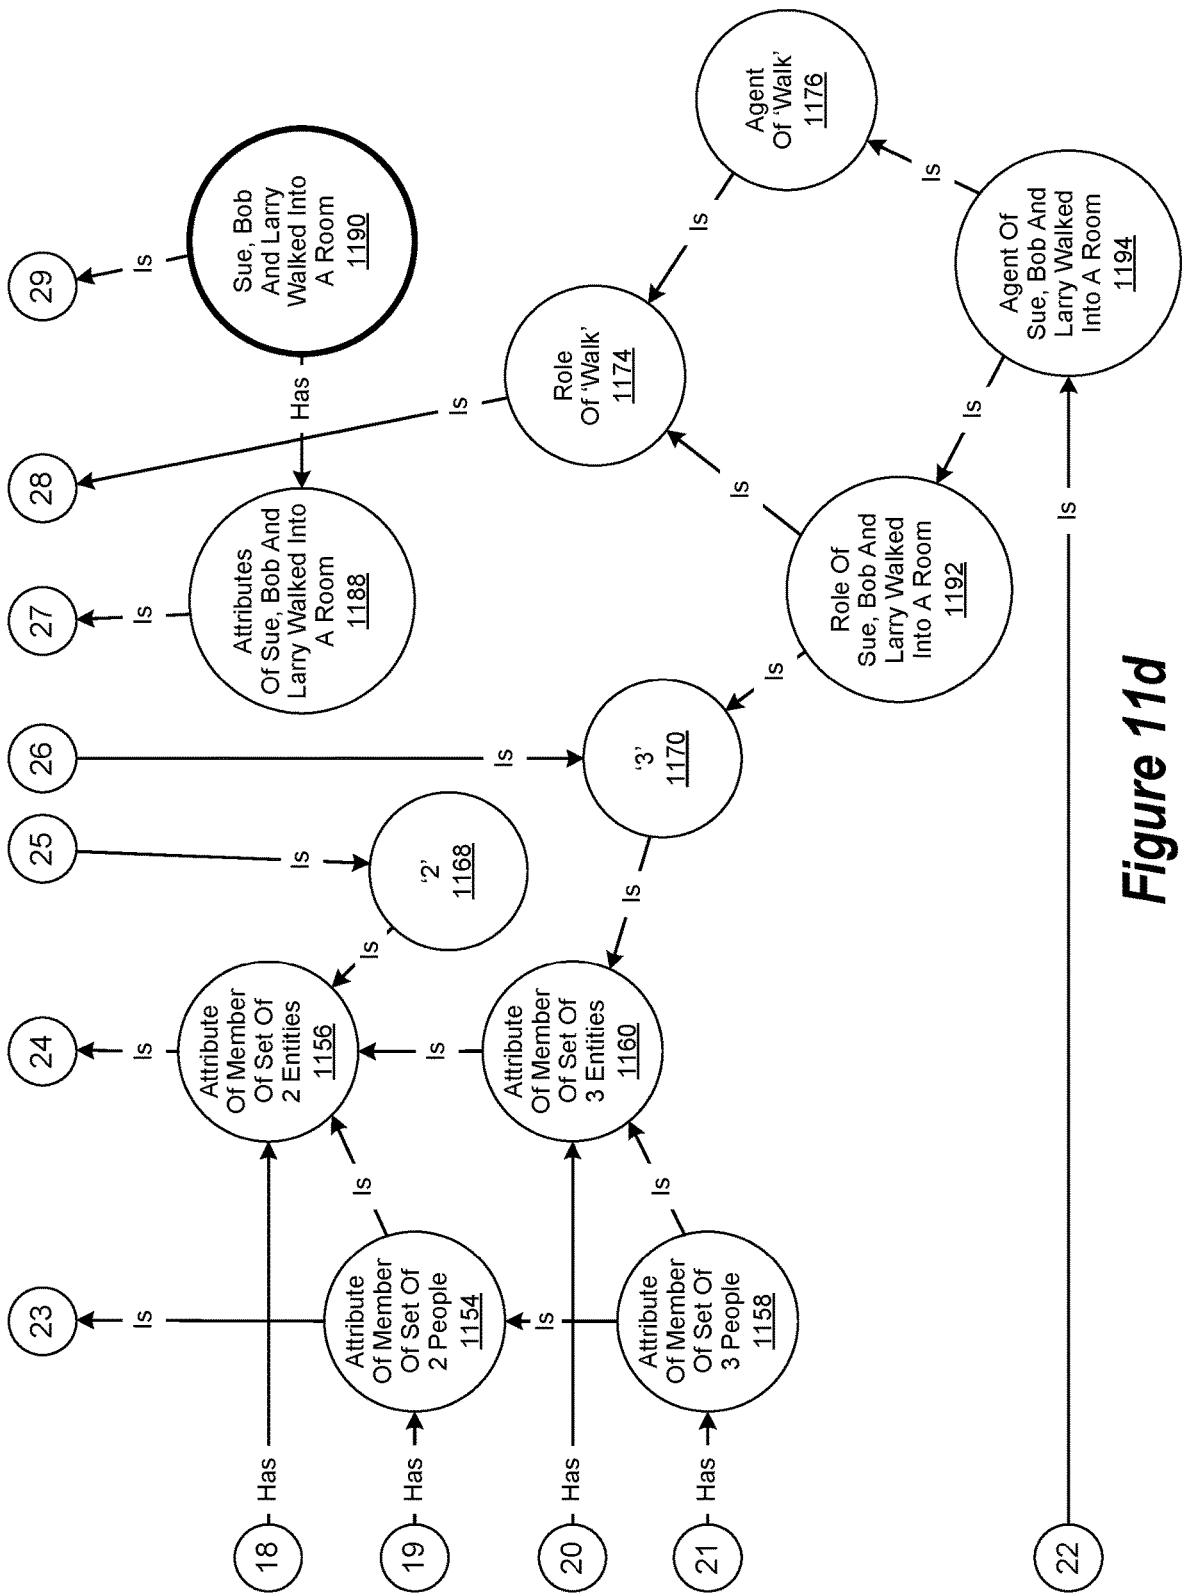 29
28
27
26
25
24
23
Is
Sue, Bob
And Larry
Walked Into
A Room
1190
Has
Attributes
Of Sue, Bob And
Larry Walked Into
A Room
1188
Is
Is
Is
Role
Of 'Walk'
1174
Is
Agent
Of 'Walk'
1176
Is
Agent Of
Sue, Bob And
Larry Walked
Into A Room
1194
Is
Is
Role Of
Sue, Bob And
Larry Walked
Into A Room
1192
Is
Is
'3'
1170
Is
Is
'2'
1168
Is
Is
Attribute
Of Member
Of Set Of
2 Entities
1156
Is
Is
Attribute
Of Member
Of Set Of
3 Entities
1160
Is
Is
Attribute
Of Member
Of Set Of
2 People
1154
Is
Is
Attribute
Of Member
Of Set Of
3 People
1158
Has
Has
Has
Has
Is
18
19
20
21
22
Figure 11d